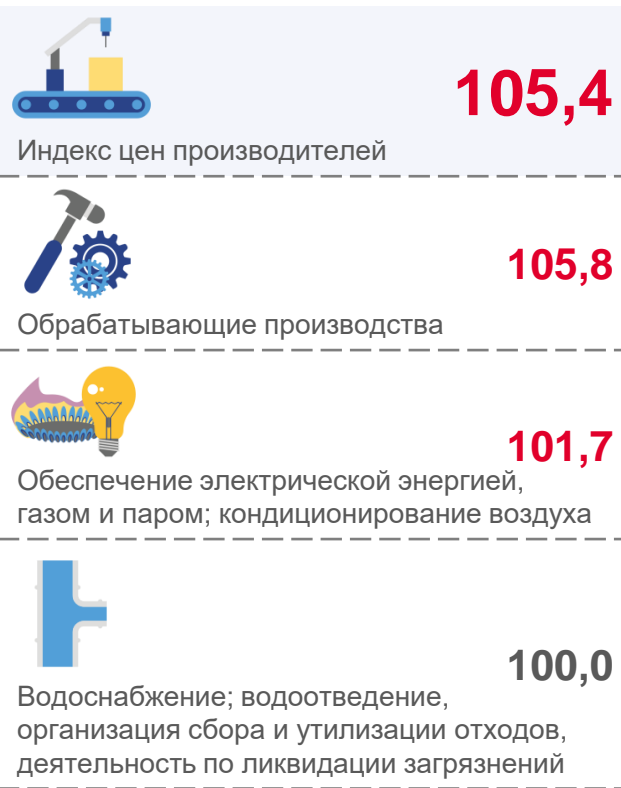 105,4
Индекс цен производителей
105,8
Обрабатывающие производства
101,7
Обеспечение электрической энергией,
газом и паром; кондиционирование воздуха
100,0
Водоснабжение; водоотведение,
организация сбора и утилизации отходов,
деятельность по ликвидации загрязнений